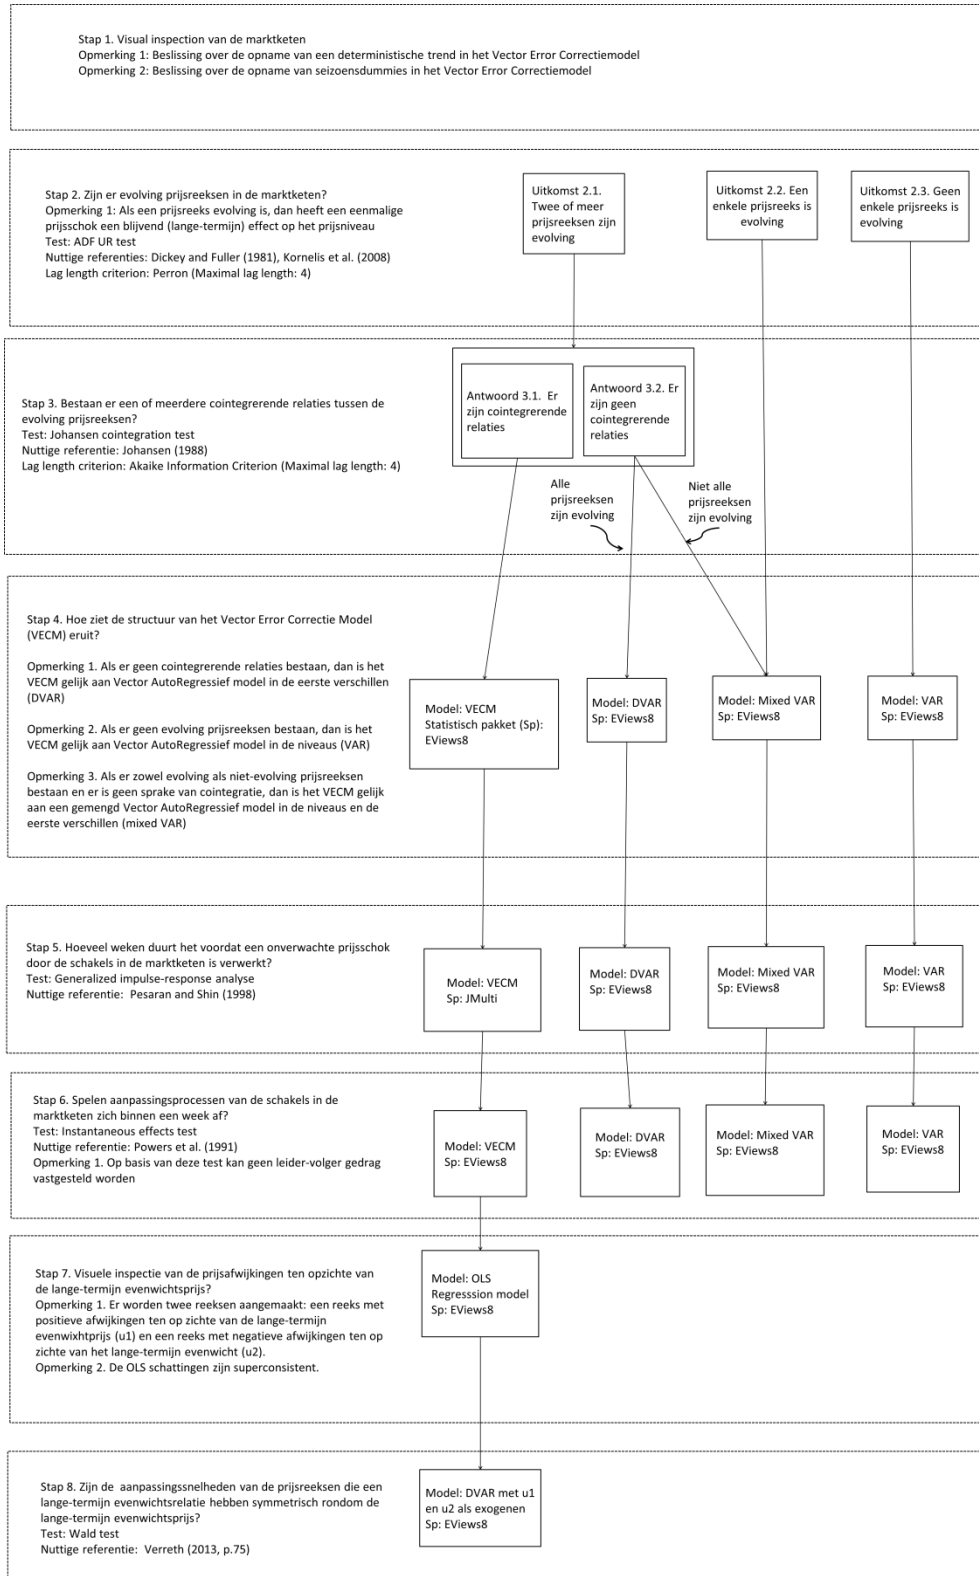 Stap 1. Visual inspection van de marktketen
Opmerking 1: Beslissing over de opname van een deterministische trend in het Vector Error Correctiemodel
Opmerking 2: Beslissing over de opname van seizoensdummies in het Vector Error Correctiemodel
Stap 2. Zijn er evolving prijsreeksen in de marktketen?
Opmerking 1: Als een prijsreeks evolving is, dan heeft een eenmalige
prijsschok een blijvend (lange-termijn) effect op het prijsniveau
Test: ADF UR test
Nuttige referenties: Dickey and Fuller (1981), Kornelis et al. (2008)
Lag length criterion: Perron (Maximal lag length: 4)
Uitkomst 2.1.
Twee of meer
prijsreeksen zijn
evolving
Uitkomst 2.2. Een
enkele prijsreeks is
evolving
Uitkomst 2.3. Geen
enkele prijsreeks is
evolving
Stap 3. Bestaan er een of meerdere cointegrerende relaties tussen de
evolving prijsreeksen?
Test: Johansen cointegration test
Nuttige referentie: Johansen (1988)
Lag length criterion: Akaike Information Criterion (Maximal lag length: 4)
Antwoord 3.1. Er
zijn cointegrerende
relaties
Antwoord 3.2. Er
zijn geen
cointegrerende
relaties
Alle
prijsreeksen
zijn evolving
Niet alle
prijsreeksen
zijn evolving
Stap 4. Hoe ziet de structuur van het Vector Error Correctie Model
(VECM) eruit?
Opmerking 1. Als er geen cointegrerende relaties bestaan, dan is het
VECM gelijk aan Vector AutoRegressief model in de eerste verschillen
(DVAR)
Opmerking 2. Als er geen evolving prijsreeksen bestaan, dan is het
VECM gelijk aan Vector AutoRegressief model in de niveaus (VAR)
Opmerking 3. Als er zowel evolving als niet-evolving prijsreeksen
bestaan en er is geen sprake van cointegratie, dan is het VECM gelijk
aan een gemengd Vector AutoRegressief model in de niveaus en de
eerste verschillen (mixed VAR)
Model: VECM
Statistisch pakket (Sp):
EViews8
Model: DVAR
Sp: EViews8
Model: Mixed VAR
Sp: EViews8
Model: VAR
Sp: EViews8
Stap 5. Hoeveel weken duurt het voordat een onverwachte prijsschok
door de schakels in de marktketen is verwerkt?
Test: Generalized impulse-response analyse
Nuttige referentie: Pesaran and Shin (1998)
Model: VECM
Sp: JMulti
Model: DVAR
Sp: EViews8
Model: Mixed VAR
Sp: EViews8
Model: VAR
Sp: EViews8
Stap 6. Spelen aanpassingsprocessen van de schakels in de
marktketen zich binnen een week af?
Test: Instantaneous effects test
Nuttige referentie: Powers et al. (1991)
Opmerking 1. Op basis van deze test kan geen leider-volger gedrag
vastgesteld worden
Model: VECM
Sp: EViews8
Model: DVAR
Sp: EViews8
Model: Mixed VAR
Sp: EViews8
Model: VAR
Sp: EViews8
Stap 7. Visuele inspectie van de prijsafwijkingen ten opzichte van
de lange-termijn evenwichtsprijs?
Opmerking 1. Er worden twee reeksen aangemaakt: een reeks met
positieve afwijkingen ten op zichte van de lange-termijn
evenwixhtprijs (u1) en een reeks met negatieve afwijkingen ten op
zichte van het lange-termijn evenwicht (u2).
Opmerking 2. De OLS schattingen zijn superconsistent.
Model: OLS
Regresssion model
Sp: EViews8
Stap 8. Zijn de aanpassingssnelheden van de prijsreeksen die een
lange-termijn evenwichtsrelatie hebben symmetrisch rondom de
lange-termijn evenwichtsprijs?
Test: Wald test
Nuttige referentie: Verreth (2013, p.75)
Model: DVAR met u1
en u2 als exogenen
Sp: EViews8